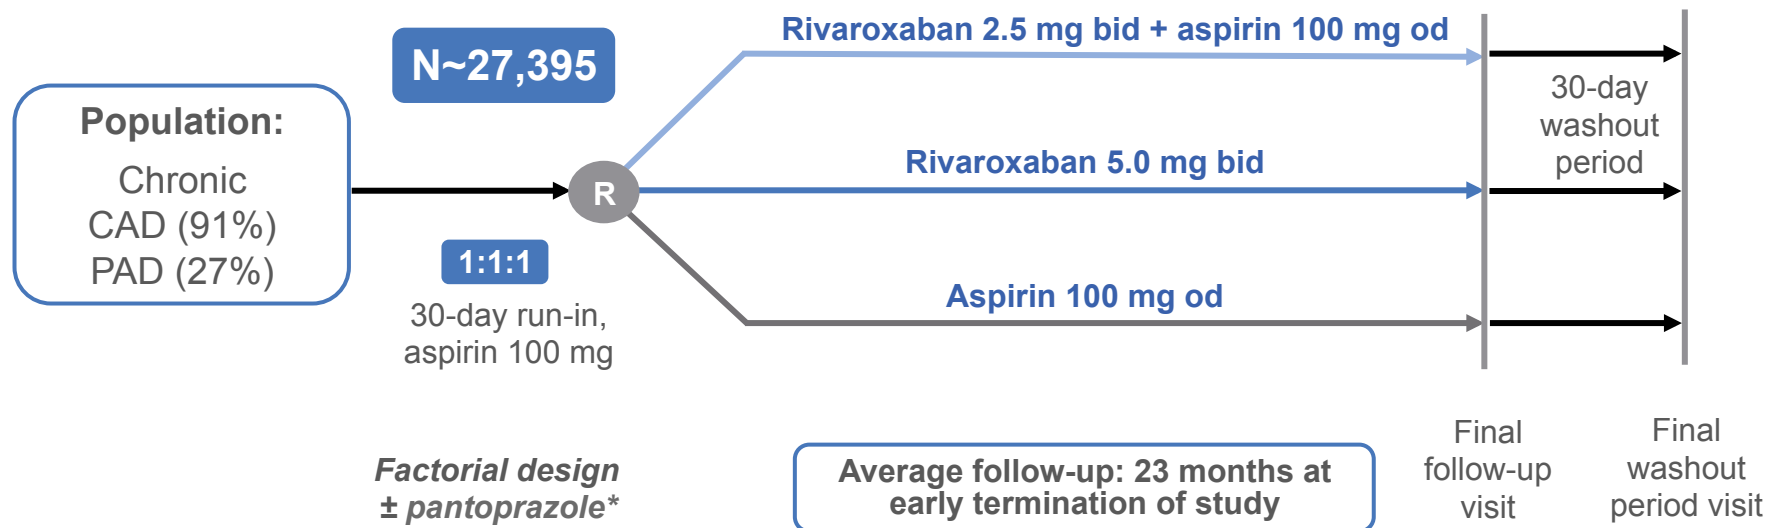 Population:
Chronic
CAD (91%)
PAD (27%)
N~27,395
R
1:1:1
30-day run-in,
aspirin 100 mg
Rivaroxaban 2.5 mg bid + aspirin 100 mg od
Rivaroxaban 5.0 mg bid
Aspirin 100 mg od
30-day
washout
period
Factorial design
± pantoprazole*
Average follow-up: 23 months at
early termination of study
Final
follow-up
visit
Final
washout
period visit